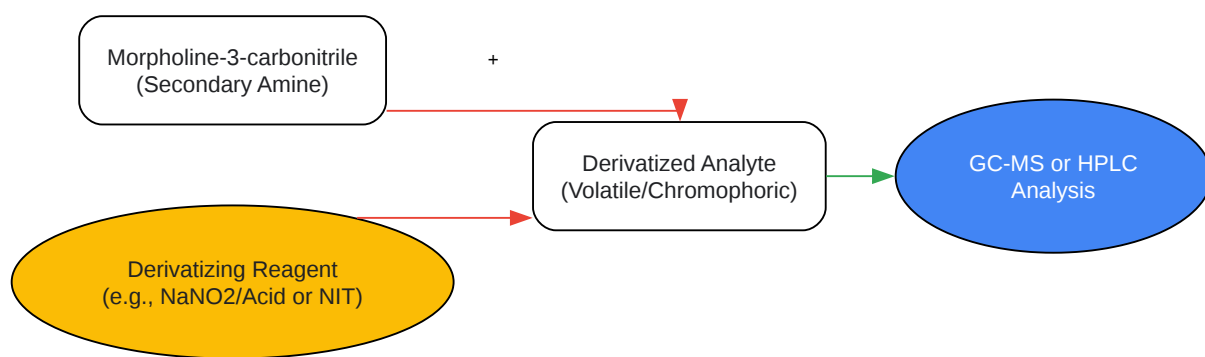 Morpholine-3-carbonitrile
(Secondary Amine)
+
Derivatized Analyte
(Volatile/Chromophoric)
GC-MS or HPLC
Analysis
Derivatizing Reagent
(e.g., NaNO2/Acid or NIT)